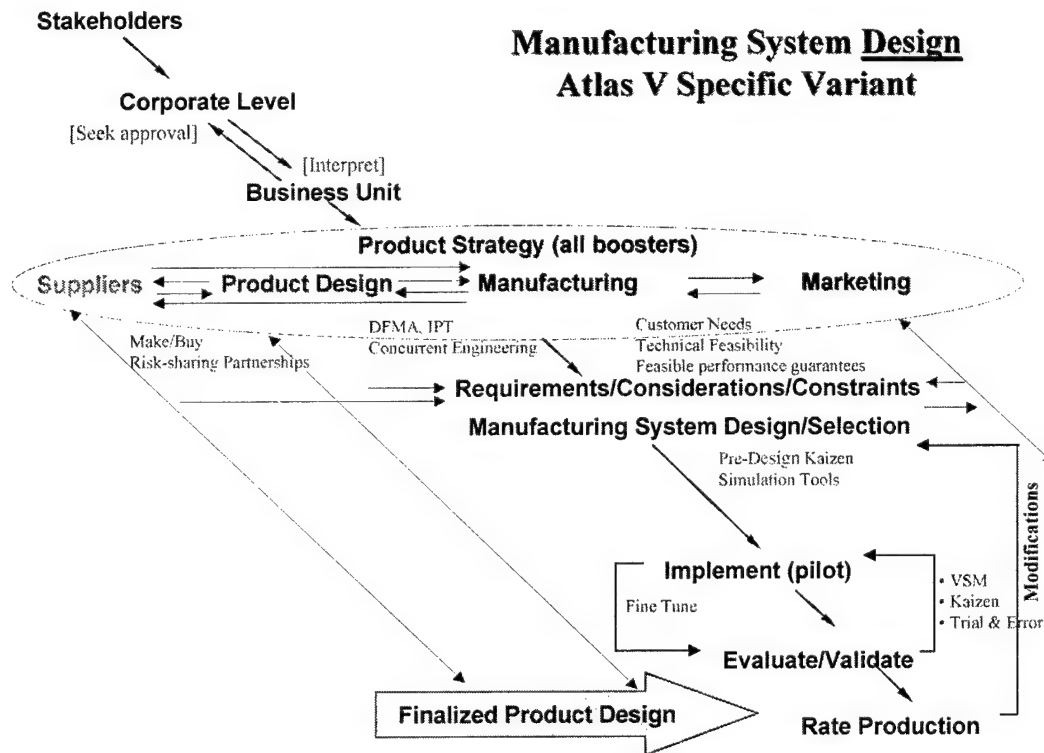 Stakeholders
Manufacturing System Design
Atlas V Specific Variant
Corporate Level
[Seek approval]
[Interpret]
Business Unit
Product Strategy (all boosters)
Suppliers
Product Design
Manufacturing
Marketing
Make/Buy
Risk-sharing Partnerships
DFMA, IPT
Concurrent Engineering
Customer Needs
Technical Feasibility
Feasible performance guarantees
Requirements/Considerations/Constraints
Manufacturing System Design/Selection
Pre-Design Kaizen
Simulation Tools
Modifications
Implement (pilot)
Fine Tune
• VSM
• Kaizen
• Trial & Error
Evaluate/Validate
Finalized Product Design
Rate Production